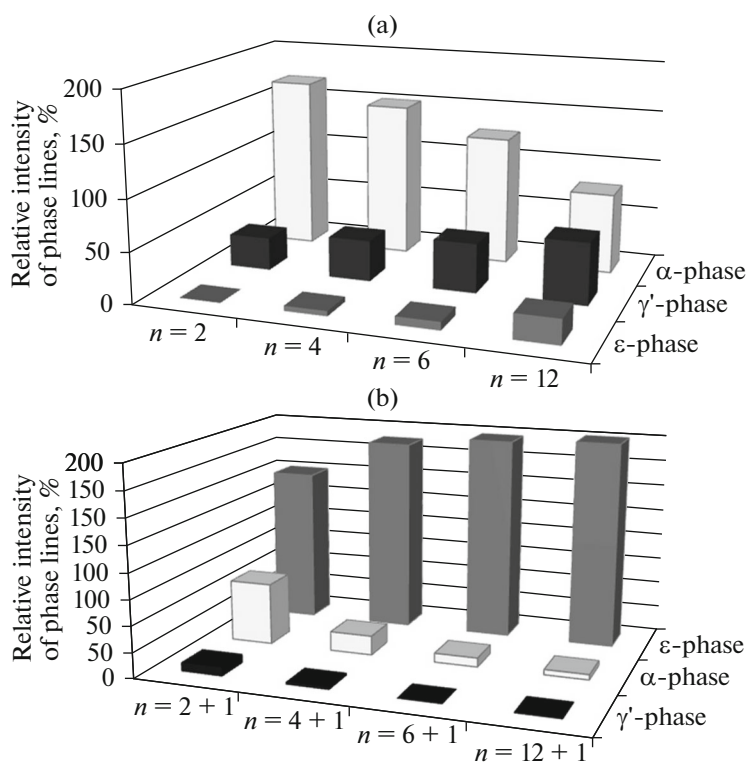 (a)
Relative intensity
of phase lines, %
200
150
100
50
0
n = 2
n = 4
n = 6
n = 12
α-phase
γ'-phase
ε-phase
(b)
Relative intensity
of phase lines, %
200
150
150
150
100
100
50
50
0
n = 2 + 1
n = 4 + 1
n = 6 + 1
n = 12 + 1
ε-phase
α-phase
γ'-phase